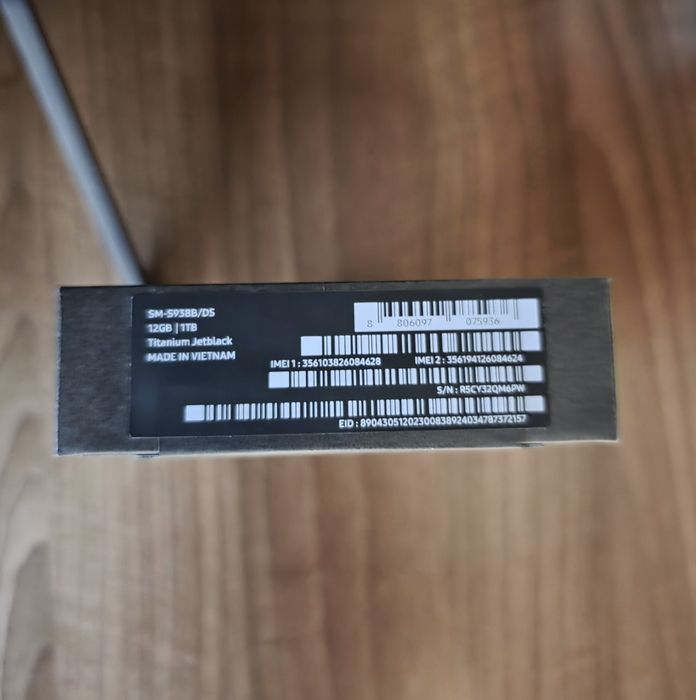 SM-S938B/DS
12GB | 1TB
Titanium Jetblack
MADE IN VIETNAM
8 806097 075936
IMEI 1 : 356103826084628 IMEI 2 : 356194126084624
S/N : R5CY32QM6PW
EID : 89043051202300838924034787372157